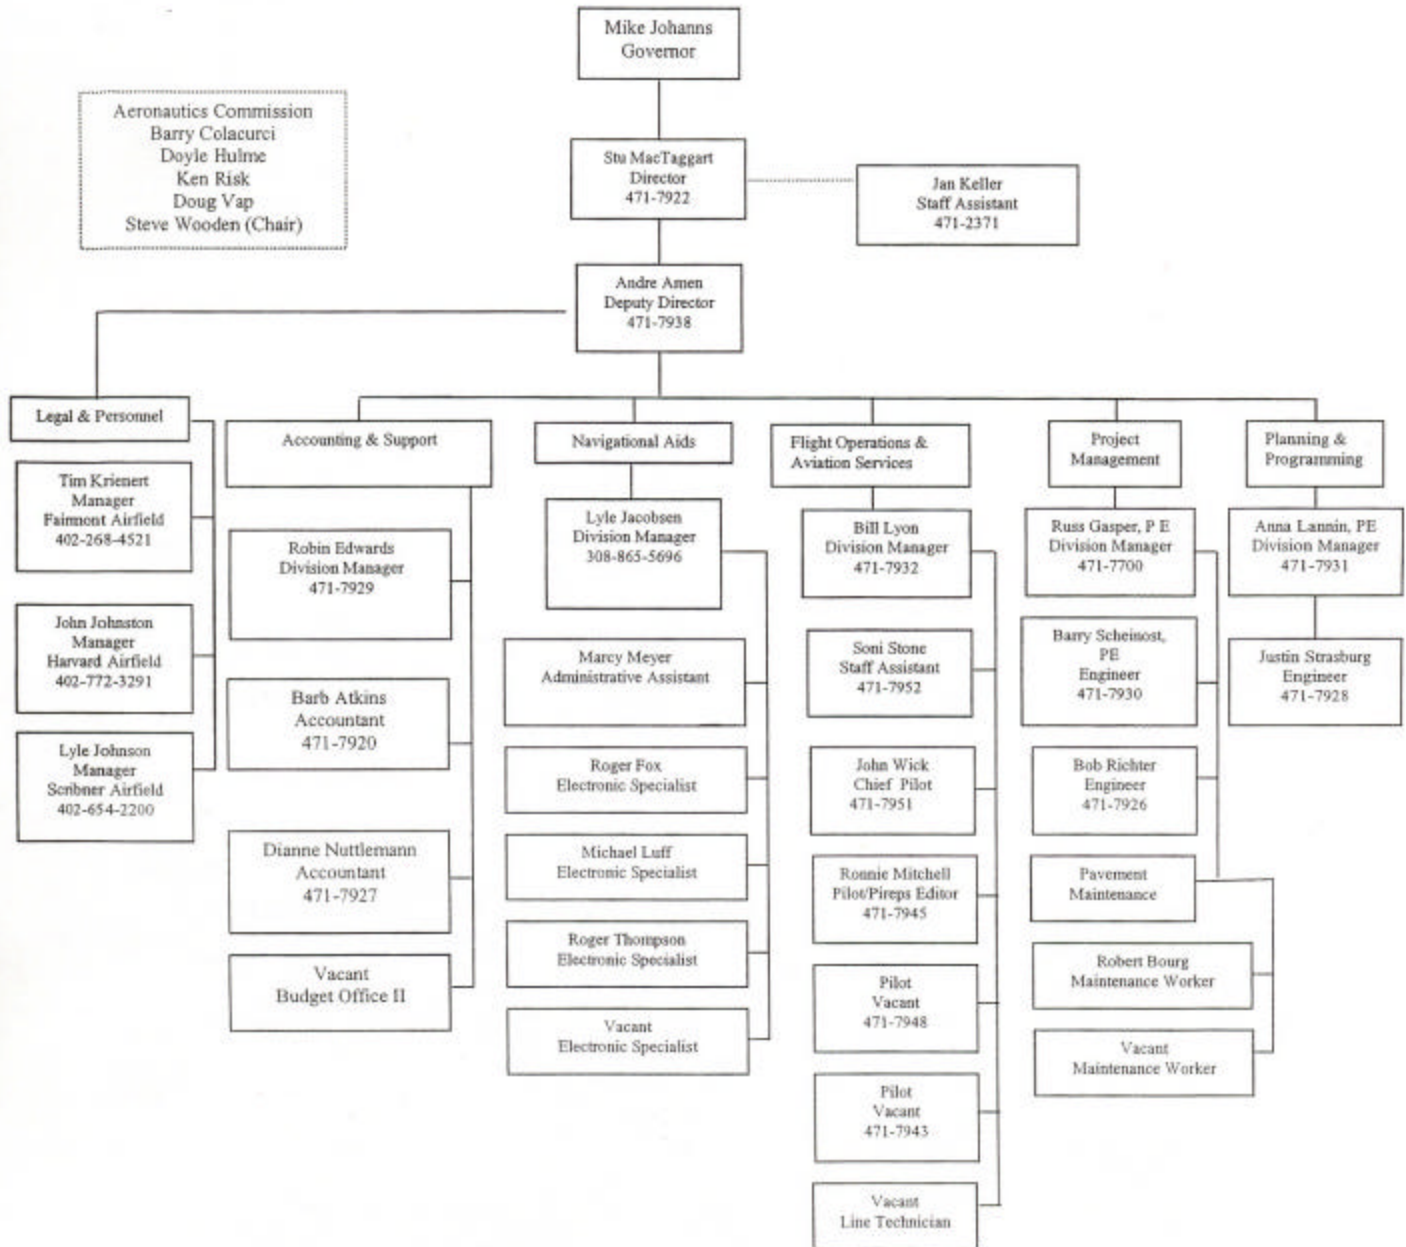 Mike Johanns
Governor
Aeronautics Commission
Barry Colacurci
Doyle Hulme
Ken Risk
Doug Vap
Steve Wooden (Chair)
Stu MacTaggart
Director
471-7922
Jan Keller
Staff Assistant
471-2371
Andre Amen
Deputy Director
471-7938
Legal & Personnel
Tim Krienert
Manager
Fairmont Airfield
402-268-4521
John Johnston
Manager
Harvard Airfield
402-772-3291
Lyle Johnson
Manager
Scribner Airfield
402-654-2200
Accounting & Support
Robin Edwards
Division Manager
471-7929
Barb Atkins
Accountant
471-7920
Dianne Nuttlemann
Accountant
471-7927
Vacant
Budget Office II
Navigational Aids
Lyle Jacobsen
Division Manager
308-865-5696
Marcy Meyer
Administrative Assistant
Roger Fox
Electronic Specialist
Michael Luff
Electronic Specialist
Roger Thompson
Electronic Specialist
Vacant
Electronic Specialist
Flight Operations &
Aviation Services
Bill Lyon
Division Manager
471-7932
Soni Stone
Staff Assistant
471-7952
John Wick
Chief Pilot
471-7951
Ronnie Mitchell
Pilot/Pireps Editor
471-7945
Pilot
Vacant
471-7948
Pilot
Vacant
471-7943
Vacant
Line Technician
Project
Management
Russ Gasper, P E
Division Manager
471-7700
Barry Scheinost,
PE
Engineer
471-7930
Bob Richter
Engineer
471-7926
Pavement
Maintenance
Robert Bourg
Maintenance Worker
Vacant
Maintenance Worker
Planning &
Programming
Anna Lannin, PE
Division Manager
471-7931
Justin Strasburg
Engineer
471-7928